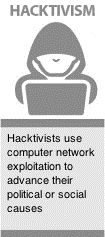 HACKTIVISM
Hacktivists use
computer network
exploitation to
advance their
political or social
causes